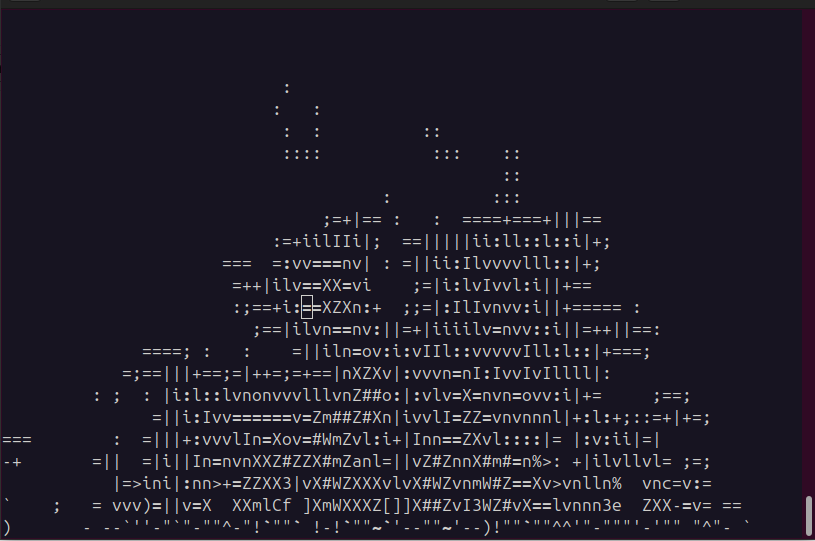 :
:   :
:  :          ::
::::           :::    ::
::
:          :::
;=+|== :   :  ====+===+|||==
:=+iilIIi|;  ==|||||ii:ll::l::i|+;
===  =:vv===nv| : =||ii:Ilvvvvlll::|+;
=++|ilv==XX=vi    ;=|i:lvIvvl:i||+==
:;==+i:==XZXn:+  ;;=|:IlIvnvv:i||+===== :
;==|ilvn==nv:||=+|iiiilv=nvv::i||=++||==:
====; :   :    =||iln=ov:i:vIIl::vvvvvIll:l::|+===;
=;==|||+==;=|++=;=+==|nXZXv|:vvvn=nI:IvvIvIllll|:
: ;  : |i:l::lvnonvvvlllvnZ##o:|:vlv=X=nvn=ovv:i|+=     ;==;
=||i:Ivv======v=Zm##Z#Xn|ivvlI=ZZ=vnvnnnl|+:l:+;::=+|+=;
===        :  =|||+:vvvlIn=Xov=#WmZvl:i+|Inn==ZXvl::::|= |:v:ii|=|
-+       =||  =|i||In=nvnXXZ#ZZX#mZanl=||vZ#ZnnX#m#=n%>: +|ilvllvl= ;=;
|=>ini|:nn>+=ZZXX3|vX#WZXXXvlvX#WZvnmW#Z==Xv>vnlln%  vnc=v:=
`    ;   = vvv)=||v=X  XXmlCf ]XmWXXXZ[]]X##ZvI3WZ#vX==lvnnn3e  ZXX-=v= ==
)       - --`''-"`"-""^-"!`""` !-!`""~`'--""~'--)!""`""^^'"-"""'-'"" "^"- `